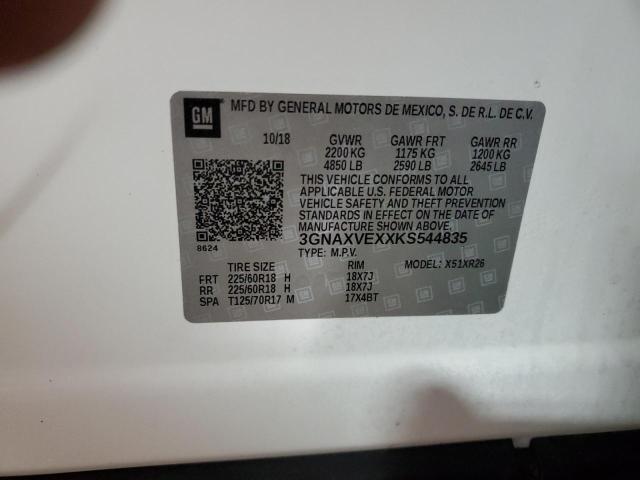 GM MFD BY GENERAL MOTORS DE MEXICO, S. DE R.L. DE C.V.
10/18 GVWR GAWR FRT GAWR RR
2200 KG 1175 KG 1200 KG
4850 LB 2590 LB 2645 LB
THIS VEHICLE CONFORMS TO ALL
APPLICABLE U.S. FEDERAL MOTOR
VEHICLE SAFETY AND THEFT PREVENTION
STANDARDS IN EFFECT ON THE DATE OF
MANUFACTURE SHOWN ABOVE.
8624 3GNAXVEXXKS544835
TYPE: M.P.V. MODEL: X51XR26
TIRE SIZE RIM
FRT 225/60R18 H 18X7J
RR 225/60R18 H 18X7J
SPA T125/70R17 M 17X4BT